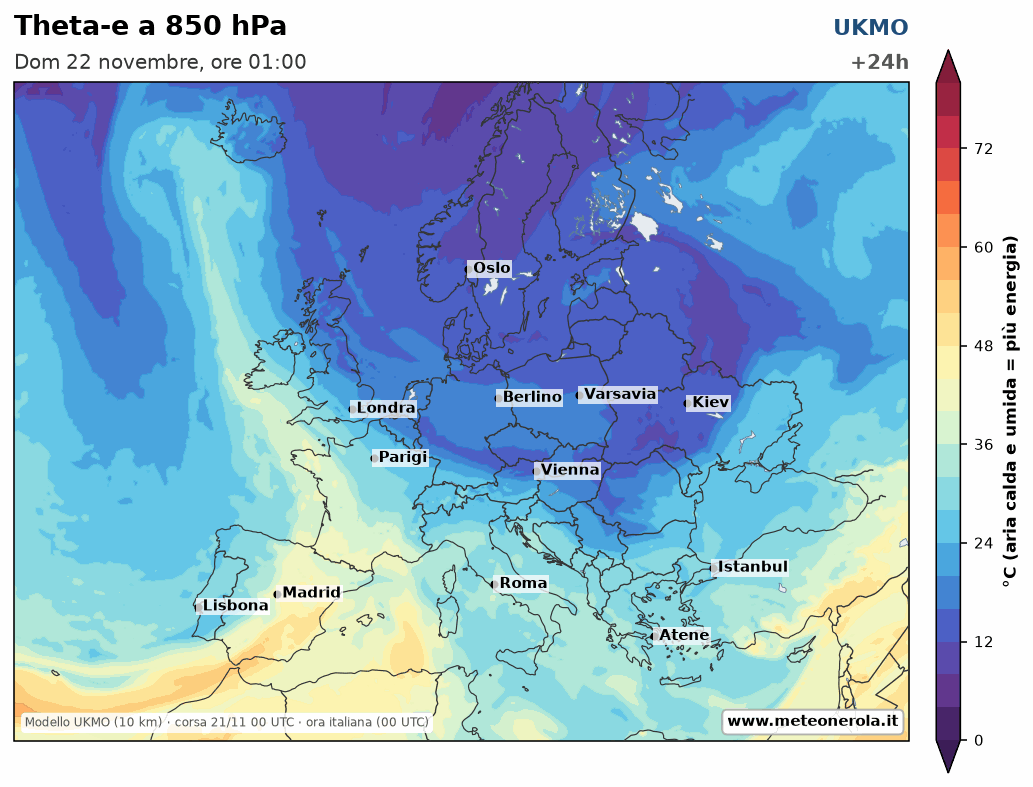 Theta-e a 850 hPa
UKMO
Dom 22 novembre, ore 01:00
+24h
72
60
48
36
24
12
0
°C (aria calda e umida = più energia)
Oslo
Berlino
Varsavia
Kiev
Londra
Parigi
Vienna
Istanbul
Roma
Madrid
Lisbona
Atene
Modello UKMO (10 km) · corsa 21/11 00 UTC · ora italiana (00 UTC)
www.meteonerola.it